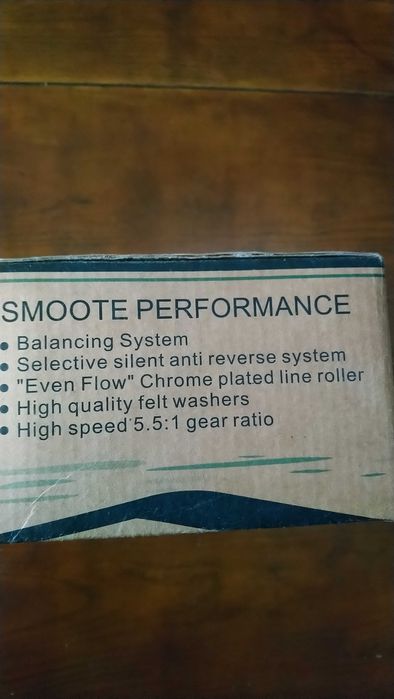 SMOOTE PERFORMANCE
• Balancing System
• Selective silent anti reverse system
• "Even Flow" Chrome plated line roller
• High quality felt washers
• High speed 5.5:1 gear ratio